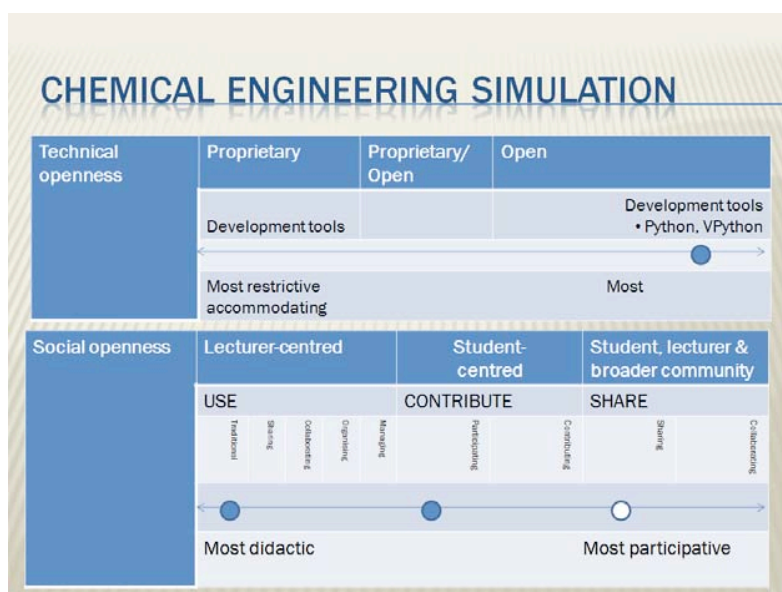 CHEMICAL ENGINEERING SIMULATION
Technical
openness
Proprietary
Proprietary/
Open
Open
Development tools
Development tools
• Python, VPython
Most restrictive
accommodating
Most
Social openness
Lecturer-centred
Student-
centred
Student, lecturer &
broader community
USE
CONTRIBUTE
SHARE
Traditional
Sharing
Collaborating
Organising
Managing
Participating
Contributing
Sharing
Collaborating
Most didactic
Most participative